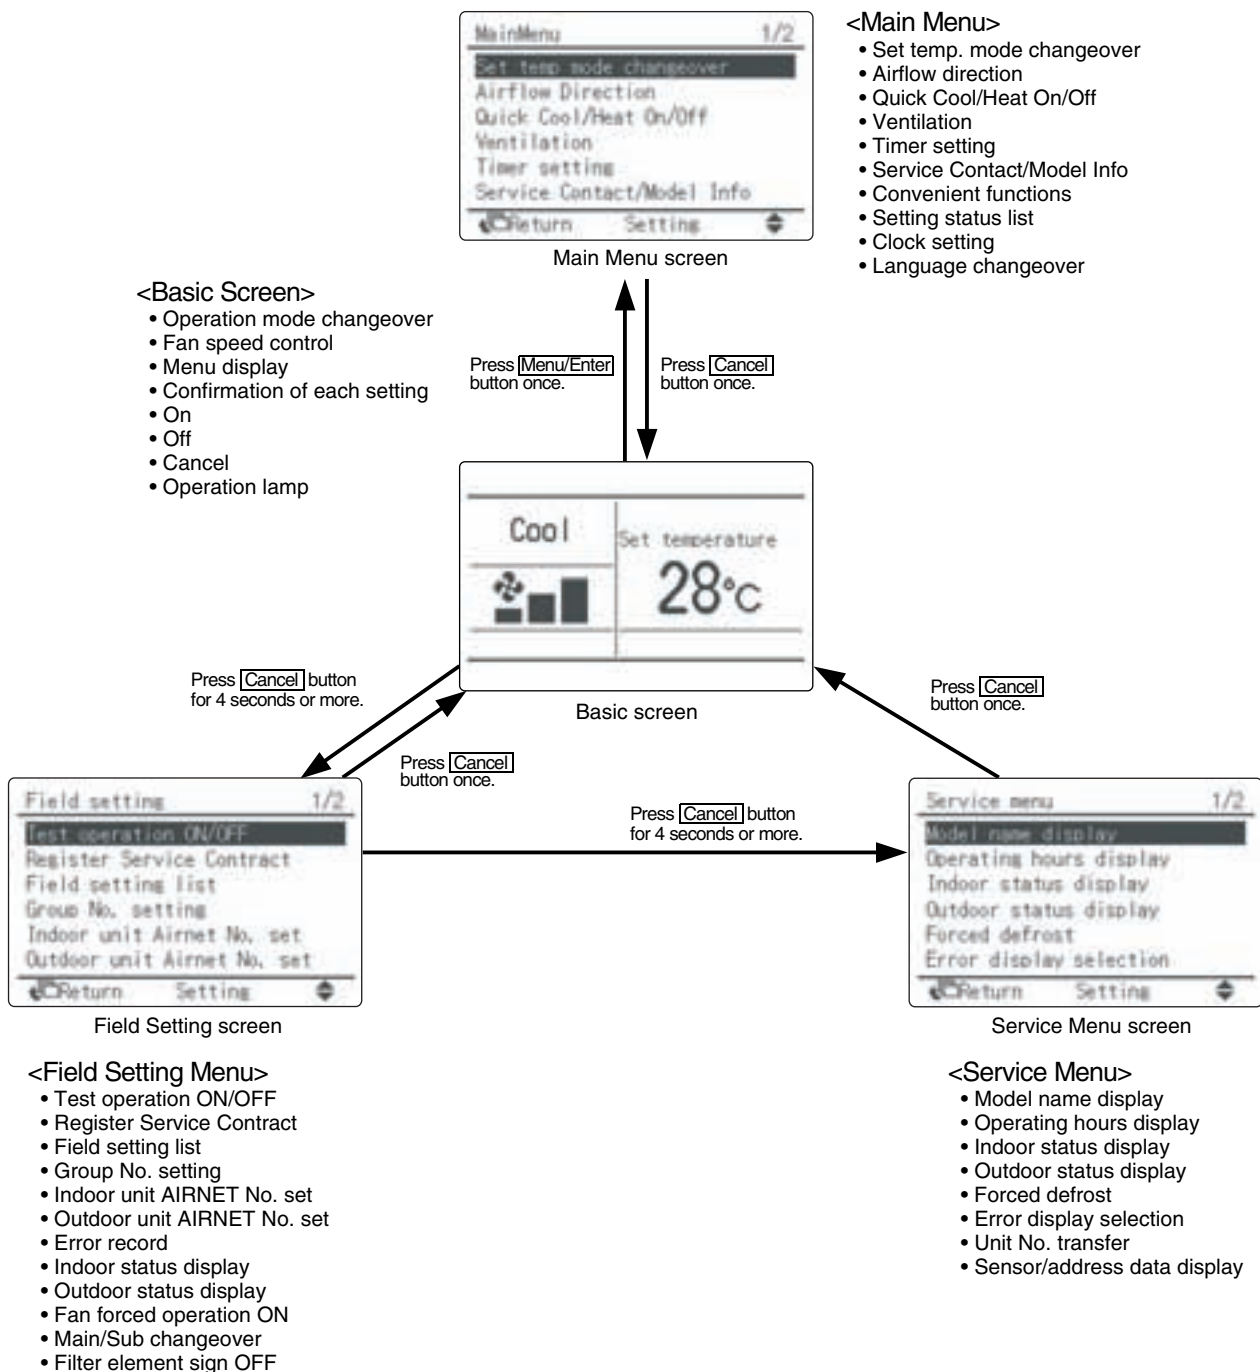 MainMenu 1/2
Set temp mode changeover
Airflow Direction
Quick Cool/Heat On/Off
Ventilation
Timer setting
Service Contact/Model Info
Return Setting
Main Menu screen
<Main Menu>
• Set temp. mode changeover
• Airflow direction
• Quick Cool/Heat On/Off
• Ventilation
• Timer setting
• Service Contact/Model Info
• Convenient functions
• Setting status list
• Clock setting
• Language changeover
<Basic Screen>
• Operation mode changeover
• Fan speed control
• Menu display
• Confirmation of each setting
• On
• Off
• Cancel
• Operation lamp
Press Menu/Enter
button once.
Press Cancel
button once.
Cool
Set temperature
28°C
Basic screen
Press Cancel button
for 4 seconds or more.
Press Cancel
button once.
Press Cancel
button once.
Press Cancel button
for 4 seconds or more.
Field setting 1/2
Test operation ON/OFF
Register Service Contract
Field setting list
Group No. setting
Indoor unit Airnet No. set
Outdoor unit Airnet No. set
Return Setting
Field Setting screen
Service menu 1/2
Model name display
Operating hours display
Indoor status display
Outdoor status display
Forced defrost
Error display selection
Return Setting
Service Menu screen
<Field Setting Menu>
• Test operation ON/OFF
• Register Service Contract
• Field setting list
• Group No. setting
• Indoor unit AIRNET No. set
• Outdoor unit AIRNET No. set
• Error record
• Indoor status display
• Outdoor status display
• Fan forced operation ON
• Main/Sub changeover
• Filter element sign OFF
<Service Menu>
• Model name display
• Operating hours display
• Indoor status display
• Outdoor status display
• Forced defrost
• Error display selection
• Unit No. transfer
• Sensor/address data display